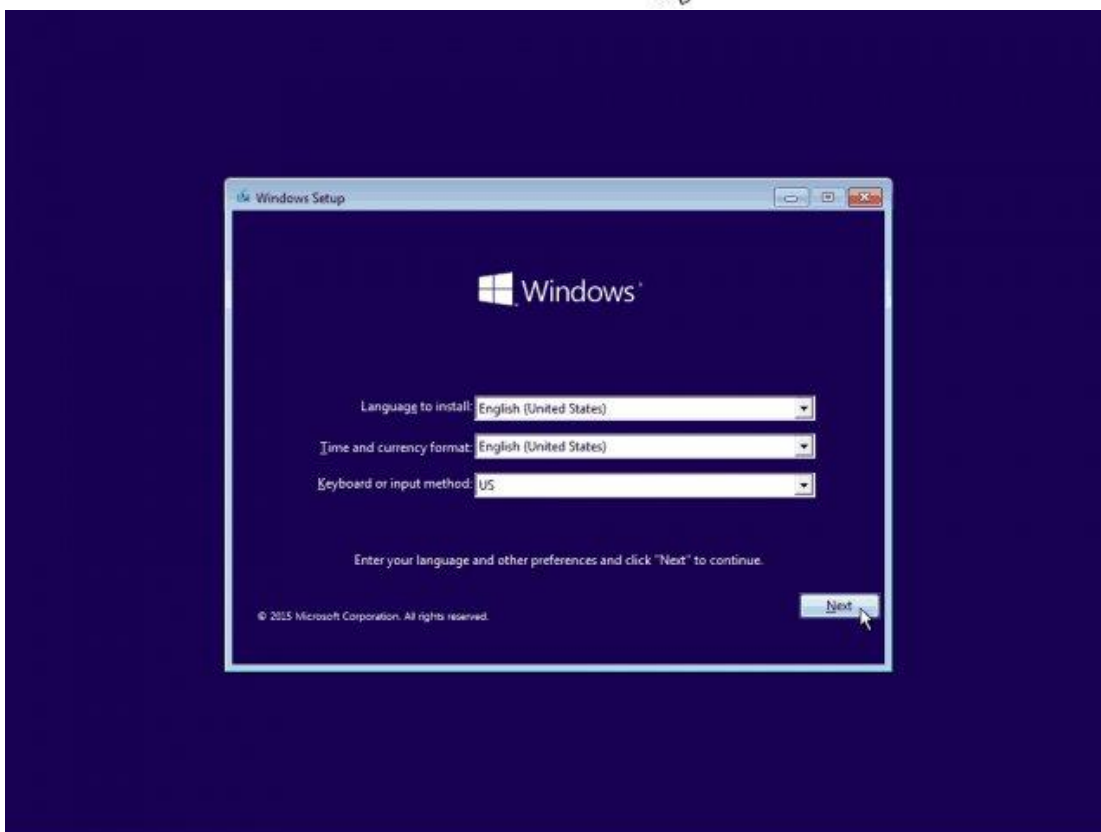 Windows Setup
Windows
Language to install: English (United States)
Time and currency format: English (United States)
Keyboard or input method: US
Enter your language and other preferences and click "Next" to continue.
© 2015 Microsoft Corporation. All rights reserved.
Next